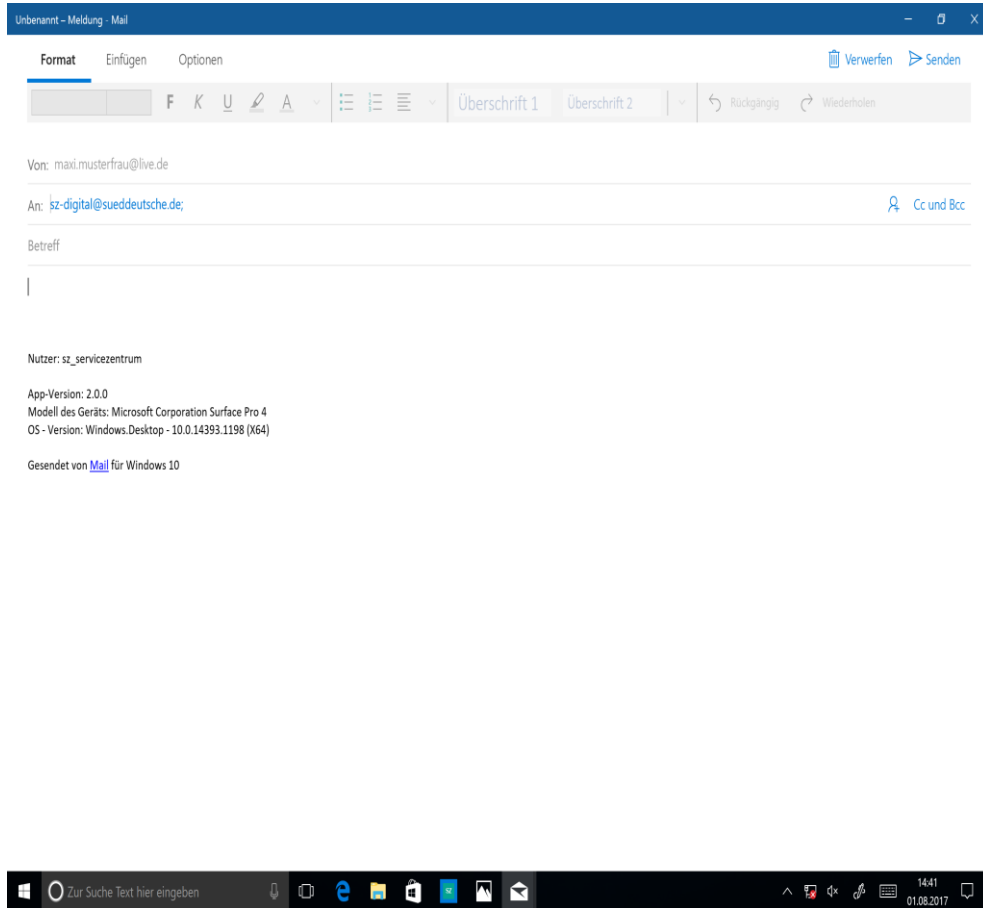 Unbenannt – Meldung - Mail
Format Einfügen Optionen Verwerfen Senden
F K U A Überschrift 1 Überschrift 2 Rückgängig Wiederholen
Von: maxi.musterfrau@live.de
An: sz-digital@sueddeutsche.de; Cc und Bcc
Betreff
Nutzer: sz_servicezentrum
App-Version: 2.0.0
Modell des Geräts: Microsoft Corporation Surface Pro 4
OS - Version: Windows.Desktop - 10.0.14393.1198 (X64)
Gesendet von Mail für Windows 10
Zur Suche Text hier eingeben SZ 14:41
01.08.2017